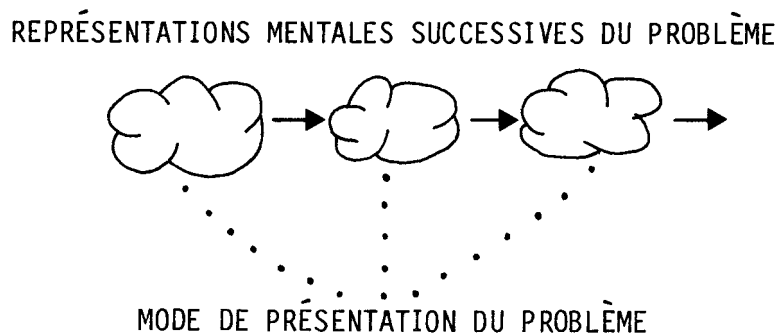 REPRÉSENTATIONS MENTALES SUCCESSIVES DU PROBLÈME
MODE DE PRÉSENTATION DU PROBLÈME